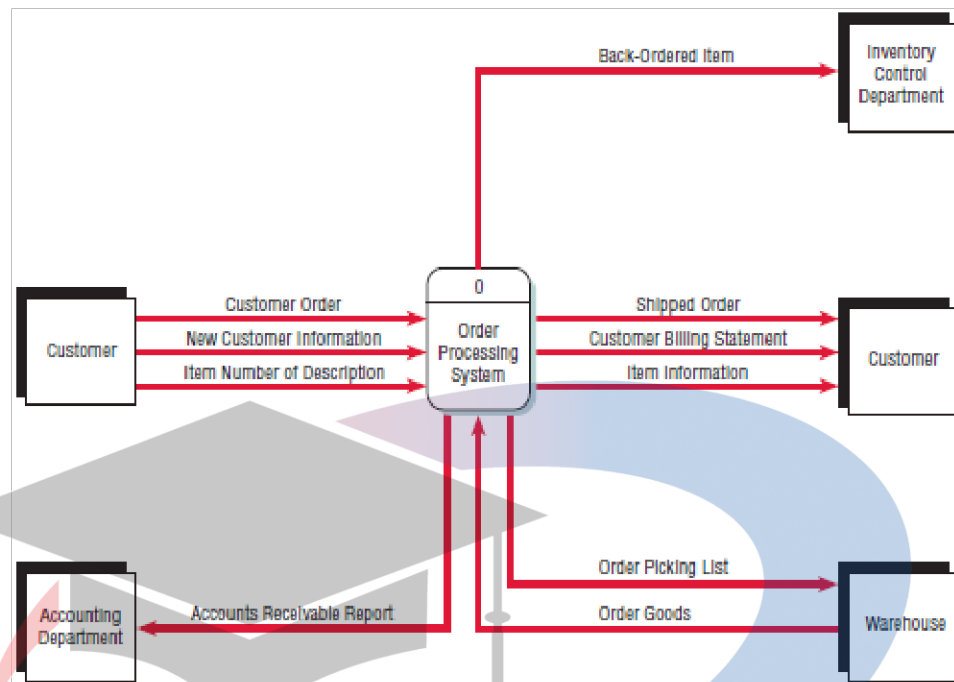 Back-Ordered Item
Inventory
Control
Department
0
Order
Processing
System
Customer
Customer Order
New Customer Information
Item Number of Description
Shipped Order
Customer Billing Statement
Item Information
Customer
Accounting
Department
Accounts Receivable Report
Order Picking List
Order Goods
Warehouse